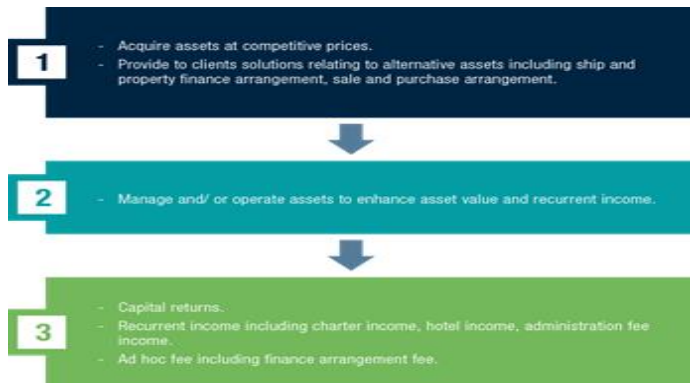 1
- Acquire assets at competitive prices.
- Provide to clients solutions relating to alternative assets including ship and
property finance arrangement, sale and purchase arrangement.
2
- Manage and/ or operate assets to enhance asset value and recurrent income.
3
- Capital returns.
- Recurrent income including charter income, hotel income, administration fee
income.
- Ad hoc fee including finance arrangement fee.